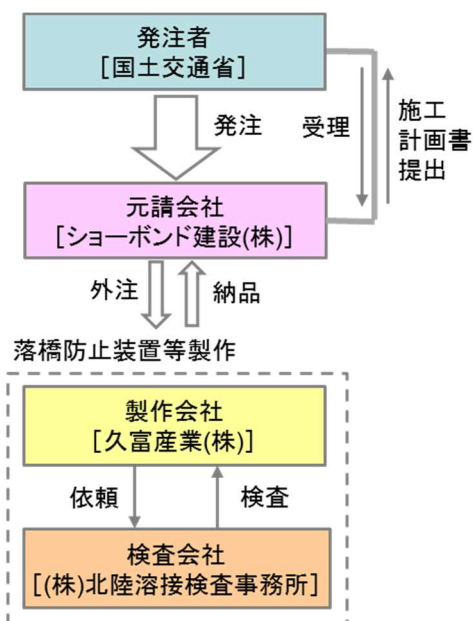 発注者
[国土交通省]
発注
受理
施工
計画書
提出
元請会社
[ショーボンド建設(株)]
外注
納品
落橋防止装置等製作
製作会社
[久富産業(株)]
依頼
検査
検査会社
[(株)北陸溶接検査事務所]